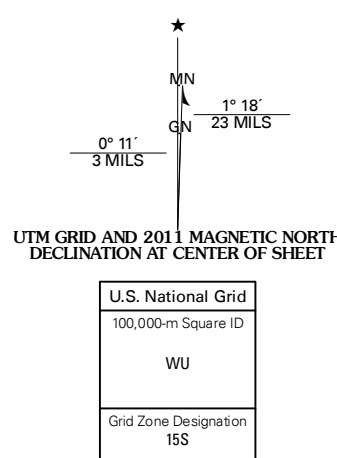 ★
MN
1° 18´
23 MILS
GN
0° 11´
3 MILS
UTM GRID AND 2011 MAGNETIC NORTH
DECLINATION AT CENTER OF SHEET
U.S. National Grid
100,000-m Square ID
WU
Grid Zone Designation
15S